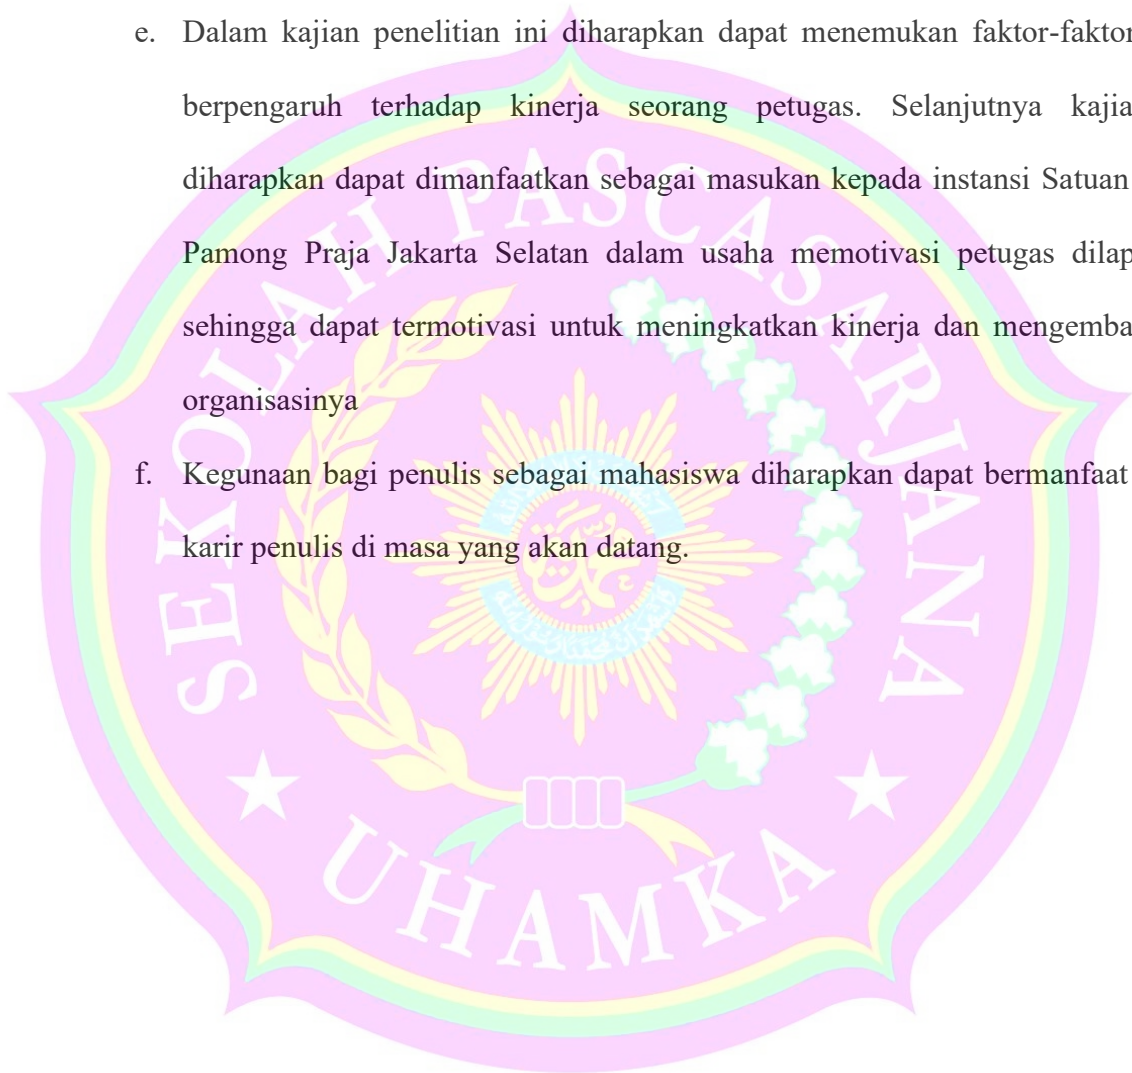 e. Dalam kajian penelitian ini diharapkan dapat menemukan faktor-faktor
berpengaruh terhadap kinerja seorang petugas. Selanjutnya kajia
diharapkan dapat dimanfaatkan sebagai masukan kepada instansi Satuan
Pamong Praja Jakarta Selatan dalam usaha memotivasi petugas dilap
sehingga dapat termotivasi untuk meningkatkan kinerja dan mengemba
organisasinya
f. Kegunaan bagi penulis sebagai mahasiswa diharapkan dapat bermanfaat
karir penulis di masa yang akan datang.
SEKOLAH PASCASARJANA
UHAMKA